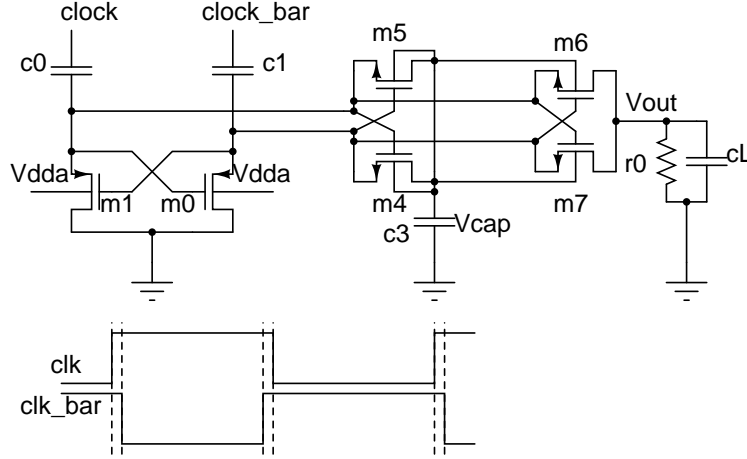 clock
clock_bar
m5
m6
c0
c1
Vout
Vdda
Vdda
r0
cL
m1
m0
m4
m7
c3
Vcap
clk
clk_bar